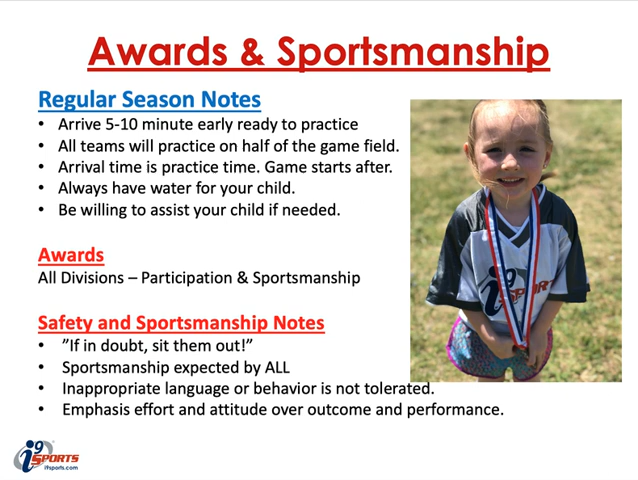 Awards & Sportsmanship
Regular Season Notes
• Arrive 5-10 minute early ready to practice
• All teams will practice on half of the game field.
• Arrival time is practice time. Game starts after.
• Always have water for your child.
• Be willing to assist your child if needed.
Awards
All Divisions – Participation & Sportsmanship
Safety and Sportsmanship Notes
• ”If in doubt, sit them out!”
• Sportsmanship expected by ALL
• Inappropriate language or behavior is not tolerated.
• Emphasis effort and attitude over outcome and performance.
i9 SPORT
i9 SPORTS
i9sports.com